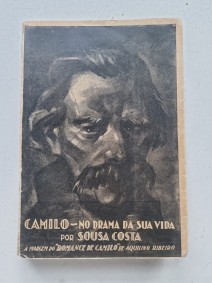 CAMILO — NO DRAMA DA SUA VIDA
POR SOUSA COSTA
A MARGEM DO "ROMANCE DE CAMILO" DE AQUILINO RIBEIRO